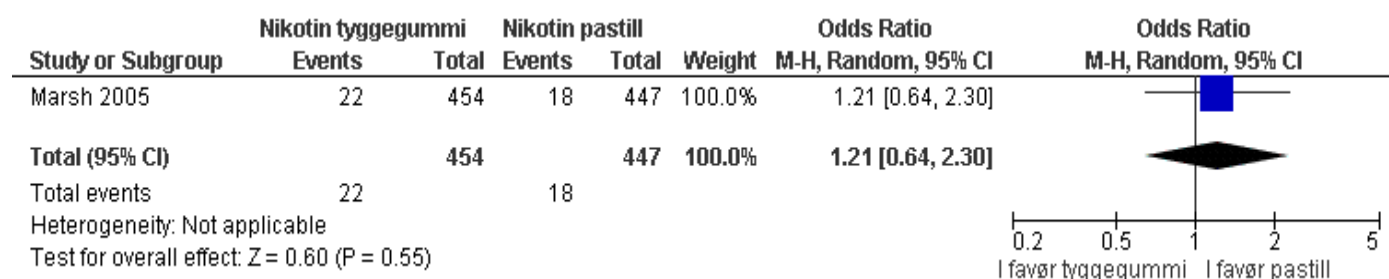 Nikotin tyggegummi Nikotin pastill Odds Ratio Odds Ratio
Study or Subgroup Events Total Events Total Weight M-H, Random, 95% CI M-H, Random, 95% CI
Marsh 2005 22 454 18 447 100.0% 1.21 [0.64, 2.30]
Total (95% CI) 454 447 100.0% 1.21 [0.64, 2.30]
Total events 22 18
Heterogeneity: Not applicable
Test for overall effect: Z = 0.60 (P = 0.55)
0.2 0.5 1 2 5
I favør tyggegummi I favør pastill